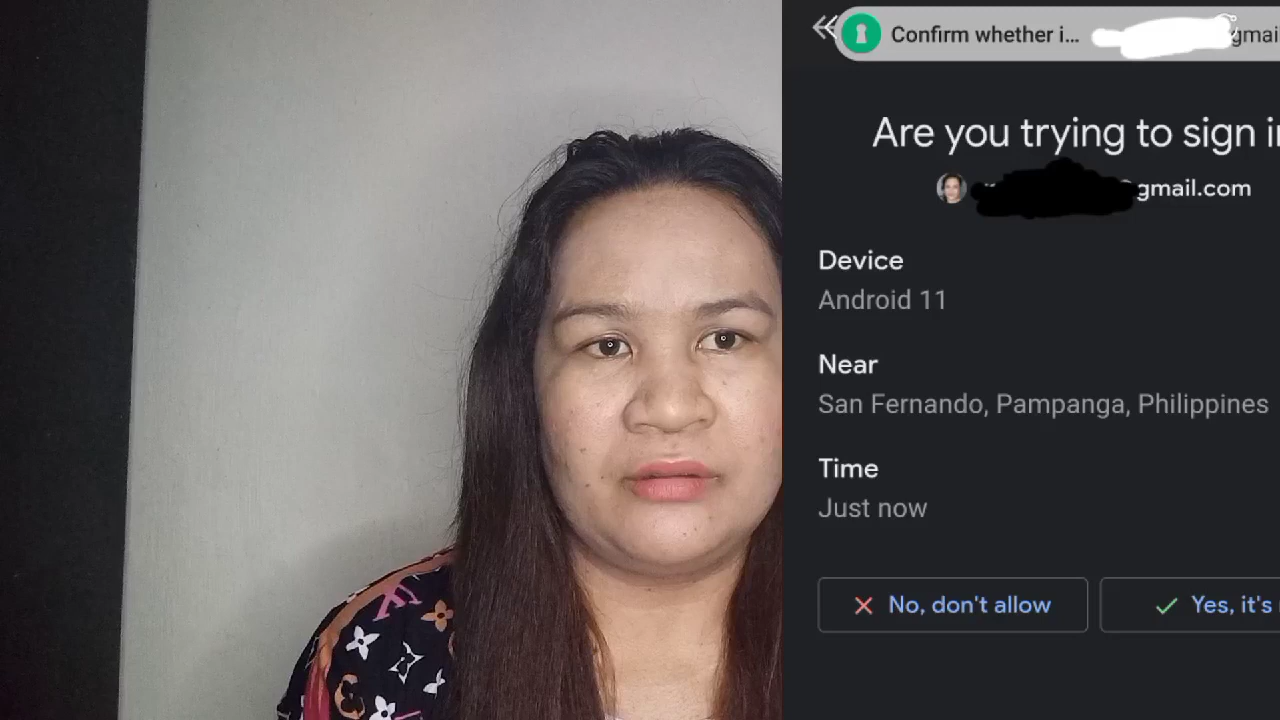 Confirm whether i... gmai
Are you trying to sign i
gmail.com
Device
Android 11
Near
San Fernando, Pampanga, Philippines
Time
Just now
No, don't allow
Yes, it's